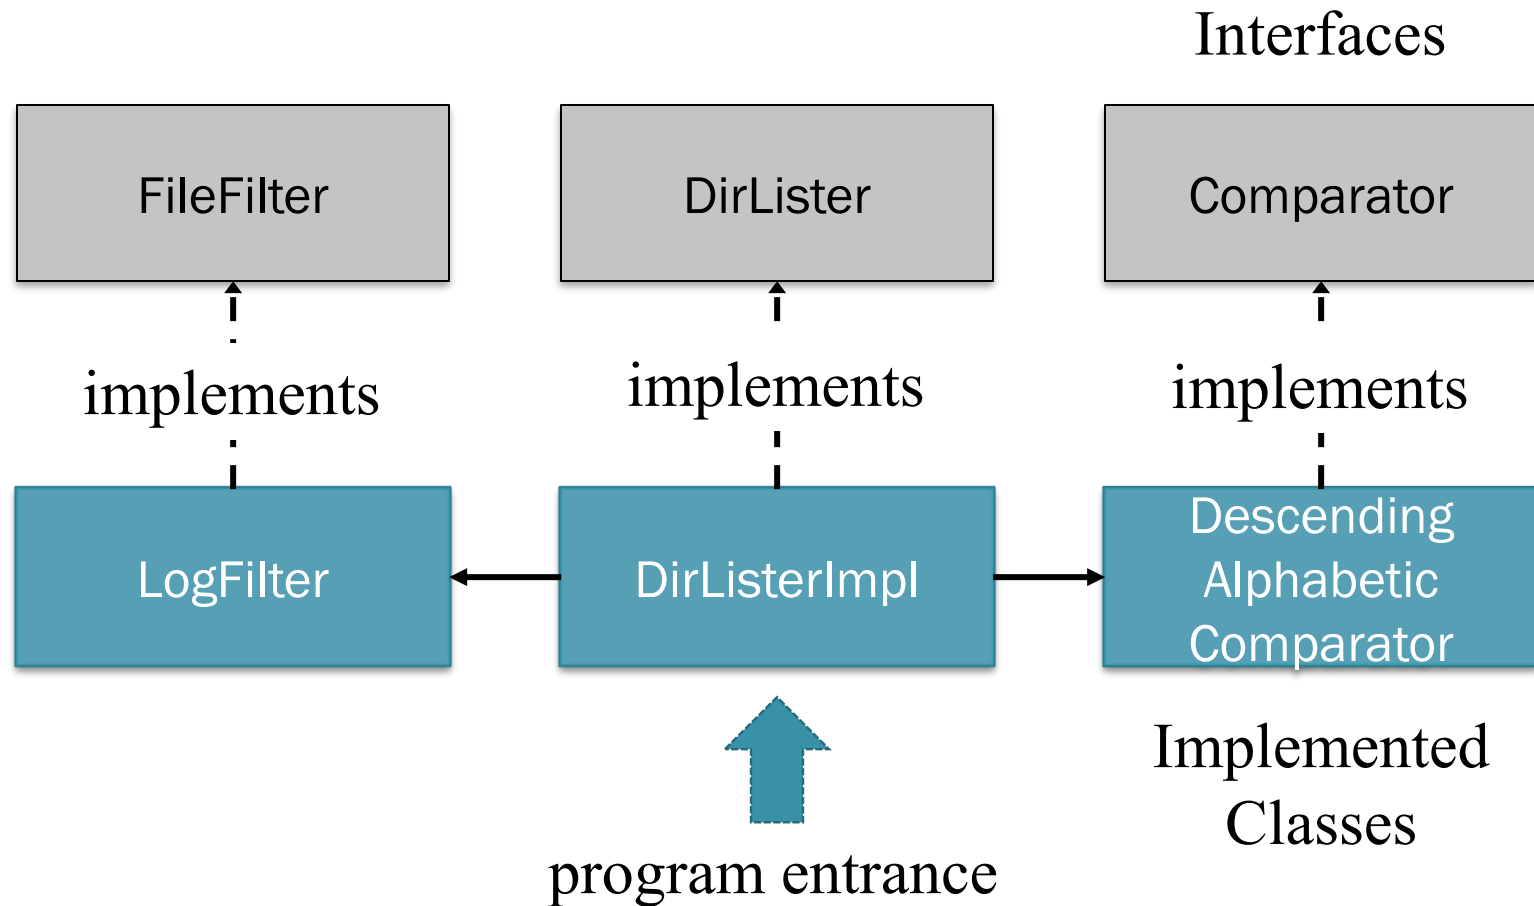 Interfaces
FileFilter
DirLister
Comparator
implements
implements
implements
LogFilter
DirListerImpl
Descending
Alphabetic
Comparator
Implemented
Classes
program entrance